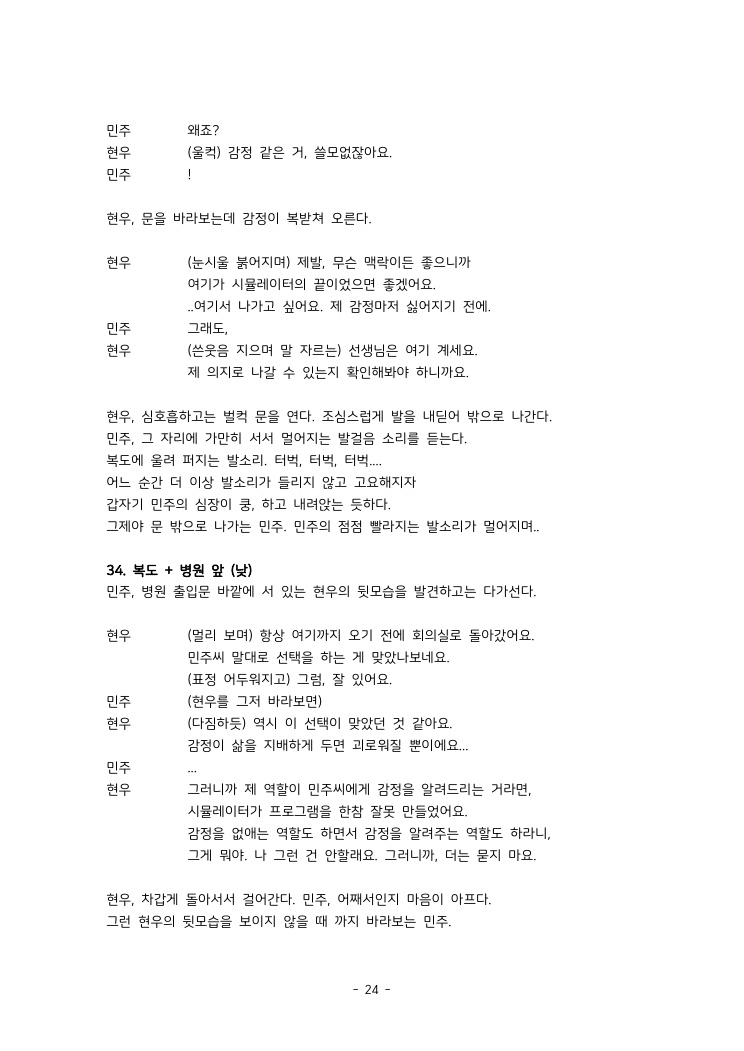 민주 왜죠?
현우 (울컥) 감정 같은 거, 쓸모없잖아요.
민주 !
현우, 문을 바라보는데 감정이 복받쳐 오른다.
현우 (눈시울 붉어지며) 제발, 무슨 맥락이든 좋으니까
여기가 시뮬레이터의 끝이었으면 좋겠어요.
..여기서 나가고 싶어요. 제 감정마저 싫어지기 전에.
민주 그래도,
현우 (쓴웃음 지으며 말 자르는) 선생님은 여기 계세요.
제 의지로 나갈 수 있는지 확인해봐야 하니까요.
현우, 심호흡하고는 벌컥 문을 연다. 조심스럽게 발을 내딛어 밖으로 나간다.
민주, 그 자리에 가만히 서서 멀어지는 발걸음 소리를 듣는다.
복도에 울려 퍼지는 발소리. 터벅, 터벅, 터벅....
어느 순간 더 이상 발소리가 들리지 않고 고요해지자
갑자기 민주의 심장이 쿵, 하고 내려앉는 듯하다.
그제야 문 밖으로 나가는 민주. 민주의 점점 빨라지는 발소리가 멀어지며..
34. 복도 + 병원 앞 (낮)
민주, 병원 출입문 바깥에 서 있는 현우의 뒷모습을 발견하고는 다가선다.
현우 (멀리 보며) 항상 여기까지 오기 전에 회의실로 돌아갔어요.
민주씨 말대로 선택을 하는 게 맞았나보네요.
(표정 어두워지고) 그럼, 잘 있어요.
민주 (현우를 그저 바라보면)
현우 (다짐하듯) 역시 이 선택이 맞았던 것 같아요.
감정이 삶을 지배하게 두면 괴로워질 뿐이에요...
민주 ...
현우 그러니까 제 역할이 민주씨에게 감정을 알려드리는 거라면,
시뮬레이터가 프로그램을 한참 잘못 만들었어요.
감정을 없애는 역할도 하면서 감정을 알려주는 역할도 하라니,
그게 뭐야. 나 그런 건 안할래요. 그러니까, 더는 묻지 마요.
현우, 차갑게 돌아서서 걸어간다. 민주, 어째서인지 마음이 아프다.
그런 현우의 뒷모습을 보이지 않을 때 까지 바라보는 민주.
- 24 -